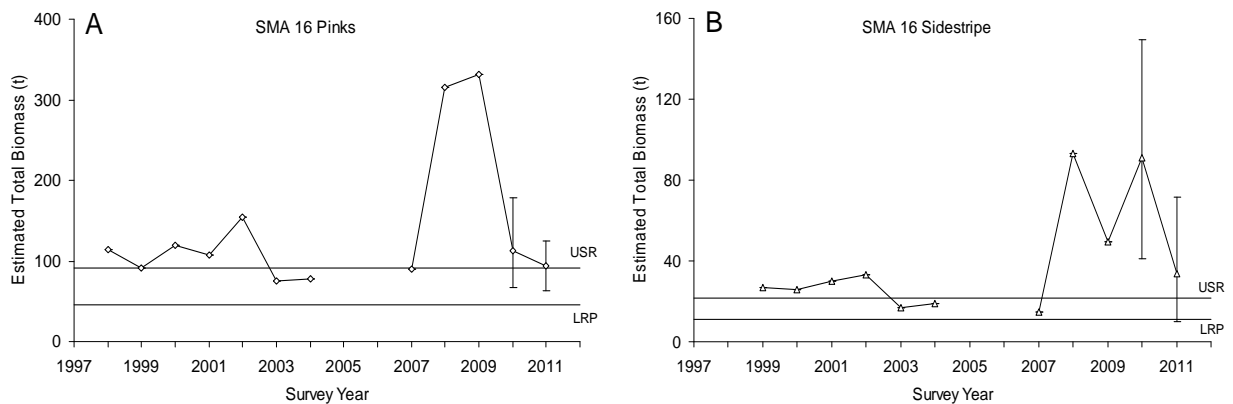 A
SMA 16 Pinks
Estimated Total Biomass (t)
400
300
200
100
0
USR
LRP
1997 1999 2001 2003 2005 2007 2009 2011
Survey Year
B
SMA 16 Sidestripe
Estimated Total Biomass (t)
160
120
80
40
0
USR
LRP
1997 1999 2001 2003 2005 2007 2009 2011
Survey Year